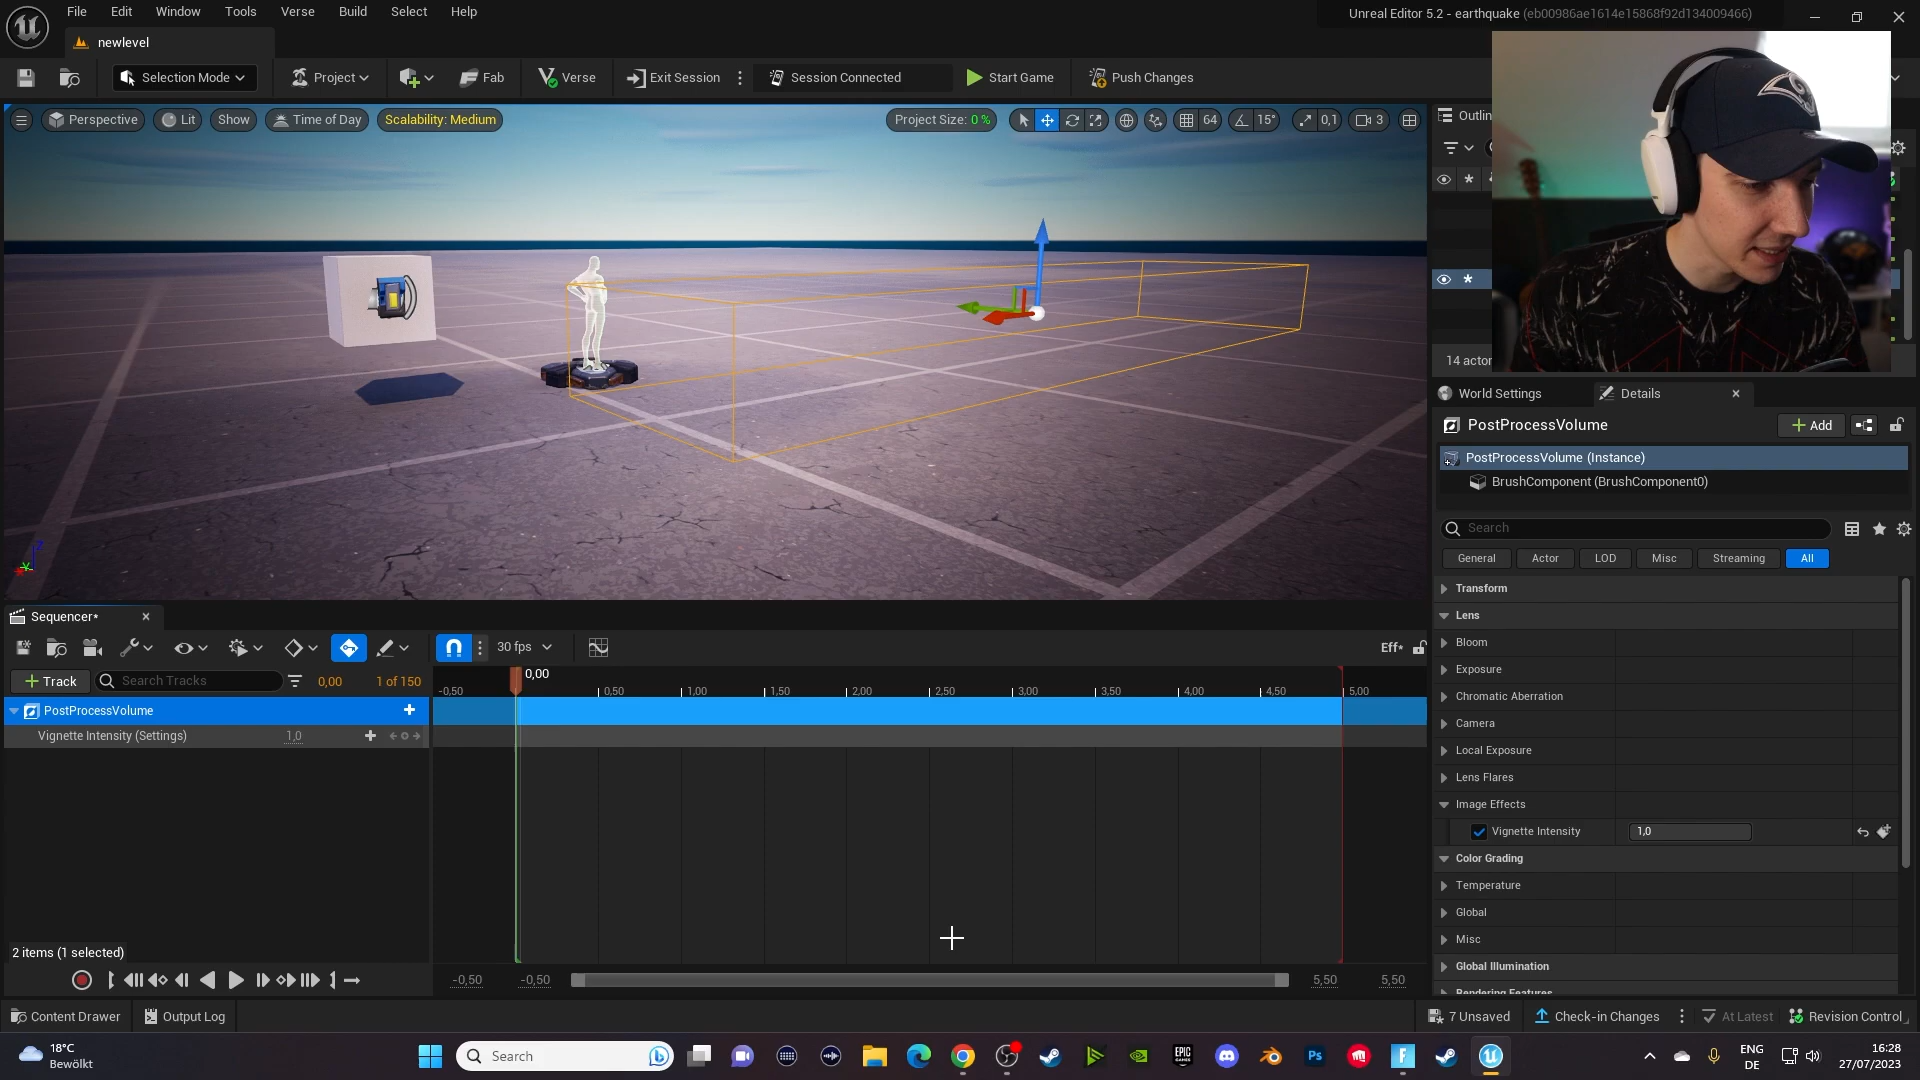 File Edit Window Tools Verse Build Select Help
Unreal Editor 5.2 - earthquake (eb00986ae1614e15868f92d134009466)
newlevel
Selection Mode Project Fab Verse Exit Session Session Connected Start Game Push Changes
Perspective Lit Show Time of Day Scalability: Medium Project Size: 0 % 64 15° 0,1 3
Outlin
14 actor
World Settings Details
PostProcessVolume Add
PostProcessVolume (Instance)
BrushComponent (BrushComponent0)
Search
General Actor LOD Misc Streaming All
Transform
Lens
Bloom
Exposure
Chromatic Aberration
Camera
Local Exposure
Lens Flares
Image Effects
Vignette Intensity 1,0
Color Grading
Temperature
Global
Misc
Global Illumination
Rendering Features
Sequencer*
30 fps Eff*
Track Search Tracks 0,00 1 of 150
0,00
-0,50 0,50 1,00 1,50 2,00 2,50 3,00 3,50 4,00 4,50 5,00
PostProcessVolume
Vignette Intensity (Settings) 1,0
2 items (1 selected)
-0,50 -0,50 5,50 5,50
Content Drawer Output Log 7 Unsaved Check-in Changes At Latest Revision Control
18°C
Bewölkt
Search
EPIC
Ps
ENG
DE
16:28
27/07/2023